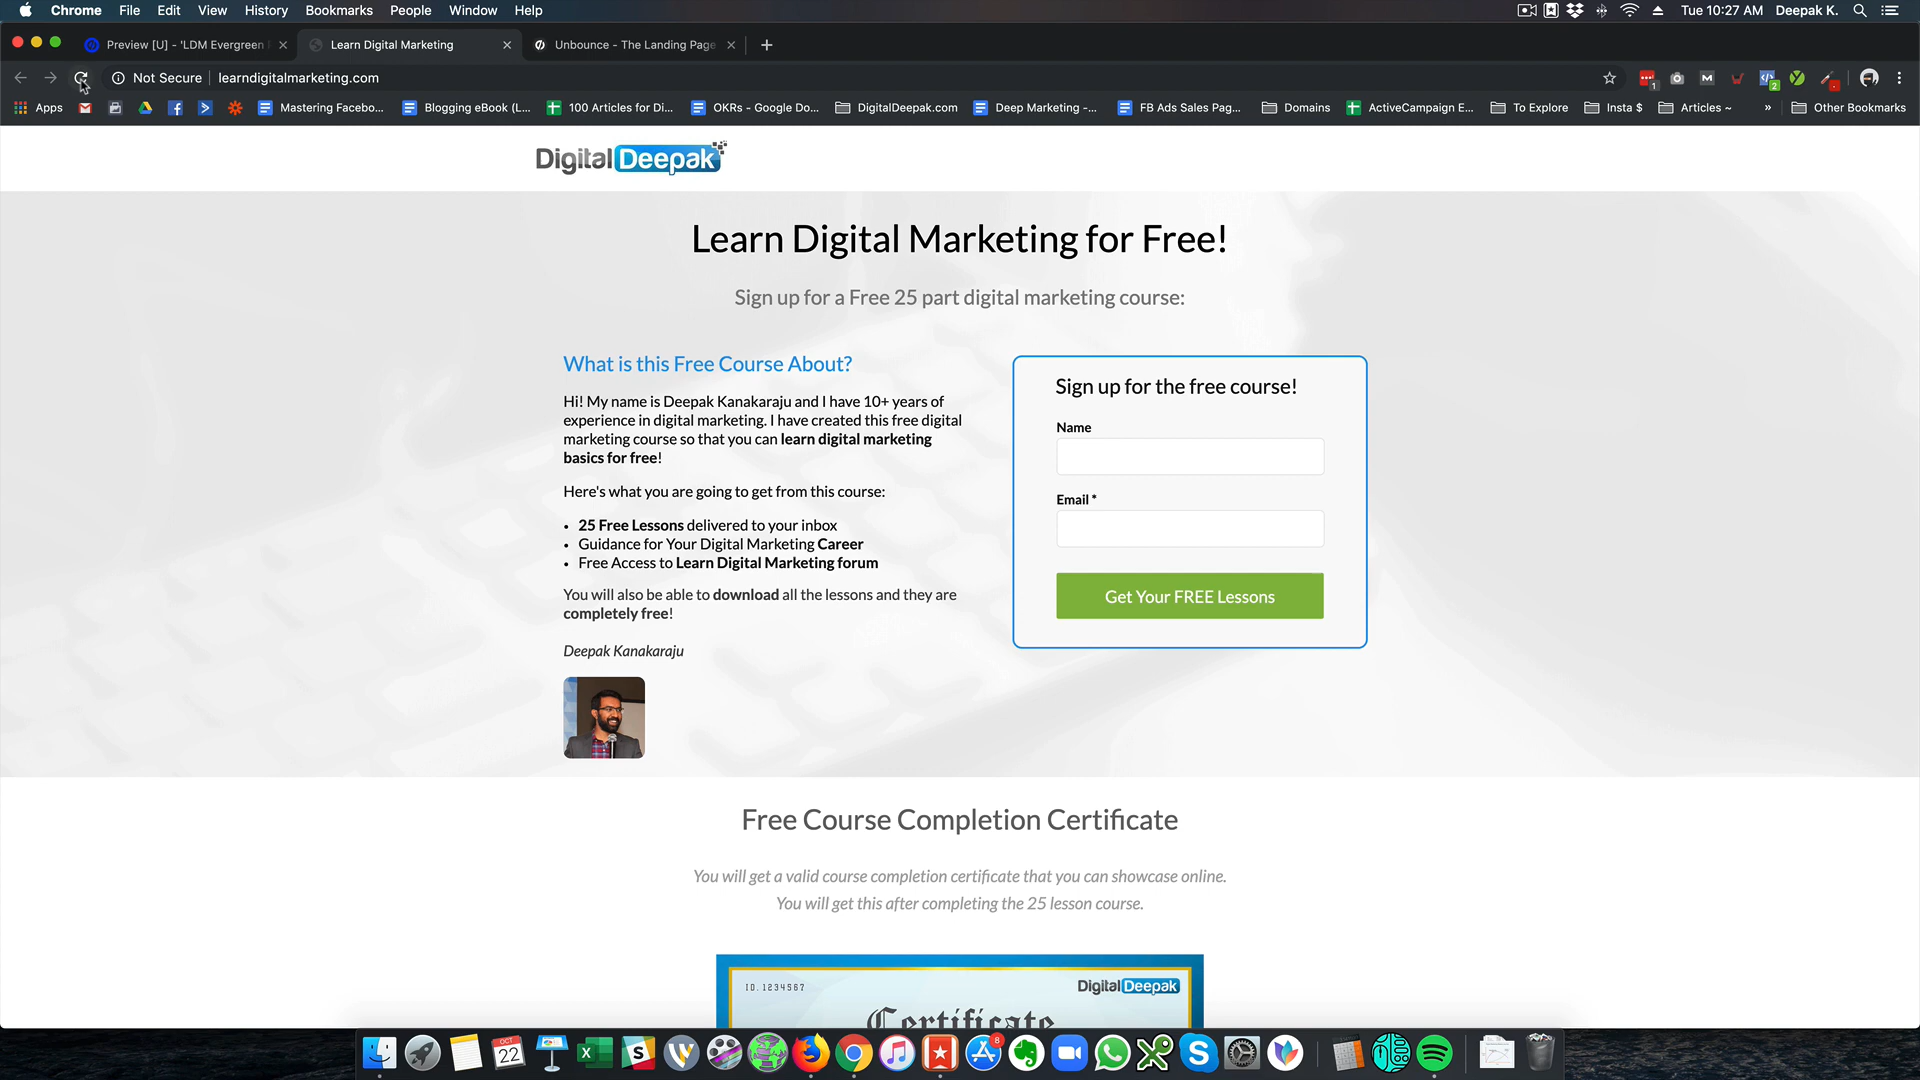 Chrome File Edit View History Bookmarks People Window Help Tue 10:27 AM Deepak K.
Preview [U] - 'LDM Evergreen Learn Digital Marketing Unbounce - The Landing Page
Not Secure learndigitalmarketing.com
Apps Mastering Facebo... Blogging eBook (L... 100 Articles for Di... OKRs - Google Do... DigitalDeepak.com Deep Marketing -... FB Ads Sales Pag... Domains ActiveCampaign E... To Explore Insta $ Articles ~ » Other Bookmarks
DigitalDeepak
Learn Digital Marketing for Free!
Sign up for a Free 25 part digital marketing course:
What is this Free Course About?
Hi! My name is Deepak Kanakaraju and I have 10+ years of
experience in digital marketing. I have created this free digital
marketing course so that you can learn digital marketing
basics for free!
Here's what you are going to get from this course:
• 25 Free Lessons delivered to your inbox
• Guidance for Your Digital Marketing Career
• Free Access to Learn Digital Marketing forum
You will also be able to download all the lessons and they are
completely free!
Deepak Kanakaraju
Sign up for the free course!
Name
Email *
Get Your FREE Lessons
Free Course Completion Certificate
You will get a valid course completion certificate that you can showcase online.
You will get this after completing the 25 lesson course.
ID.1234567
DigitalDeepak
Certificate
OCT
22
8